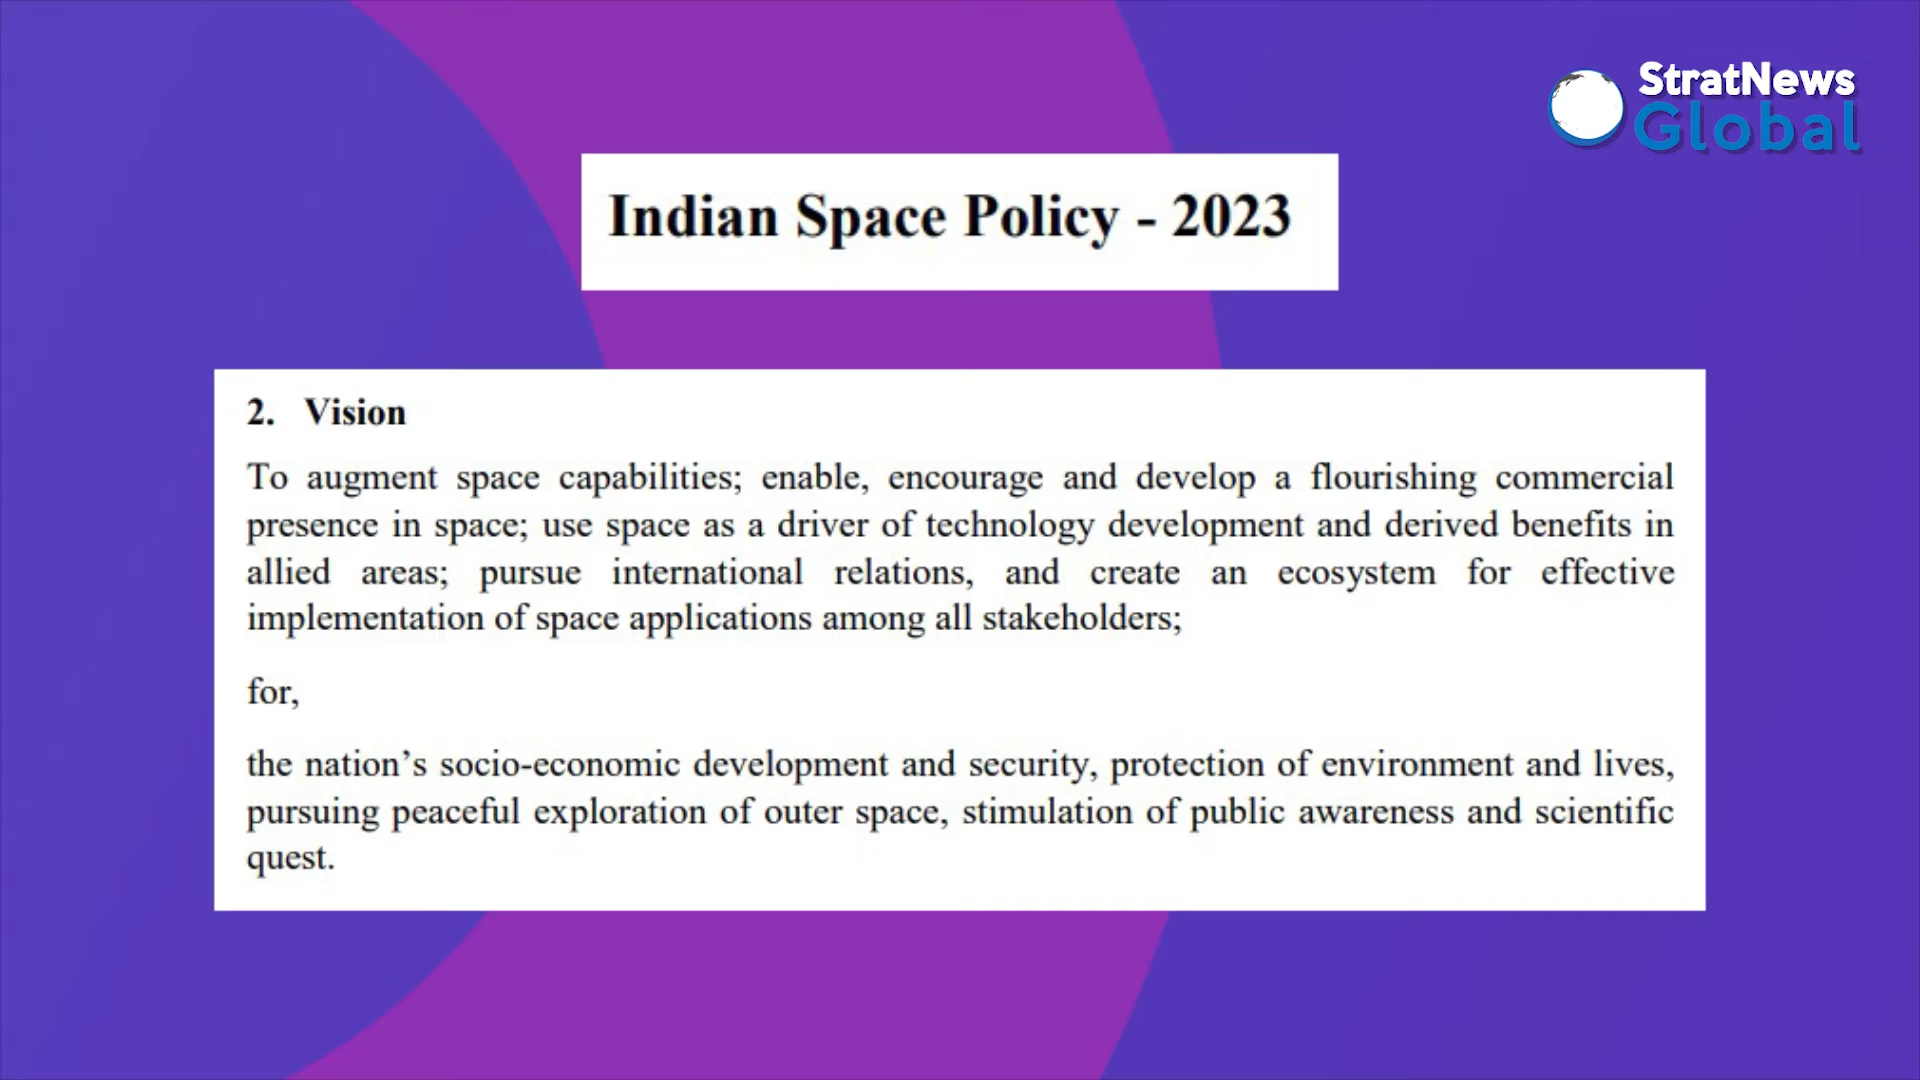 StratNews
Global
Indian Space Policy - 2023
2. Vision
To augment space capabilities; enable, encourage and develop a flourishing commercial
presence in space; use space as a driver of technology development and derived benefits in
allied areas; pursue international relations, and create an ecosystem for effective
implementation of space applications among all stakeholders;
for,
the nation’s socio-economic development and security, protection of environment and lives,
pursuing peaceful exploration of outer space, stimulation of public awareness and scientific
quest.